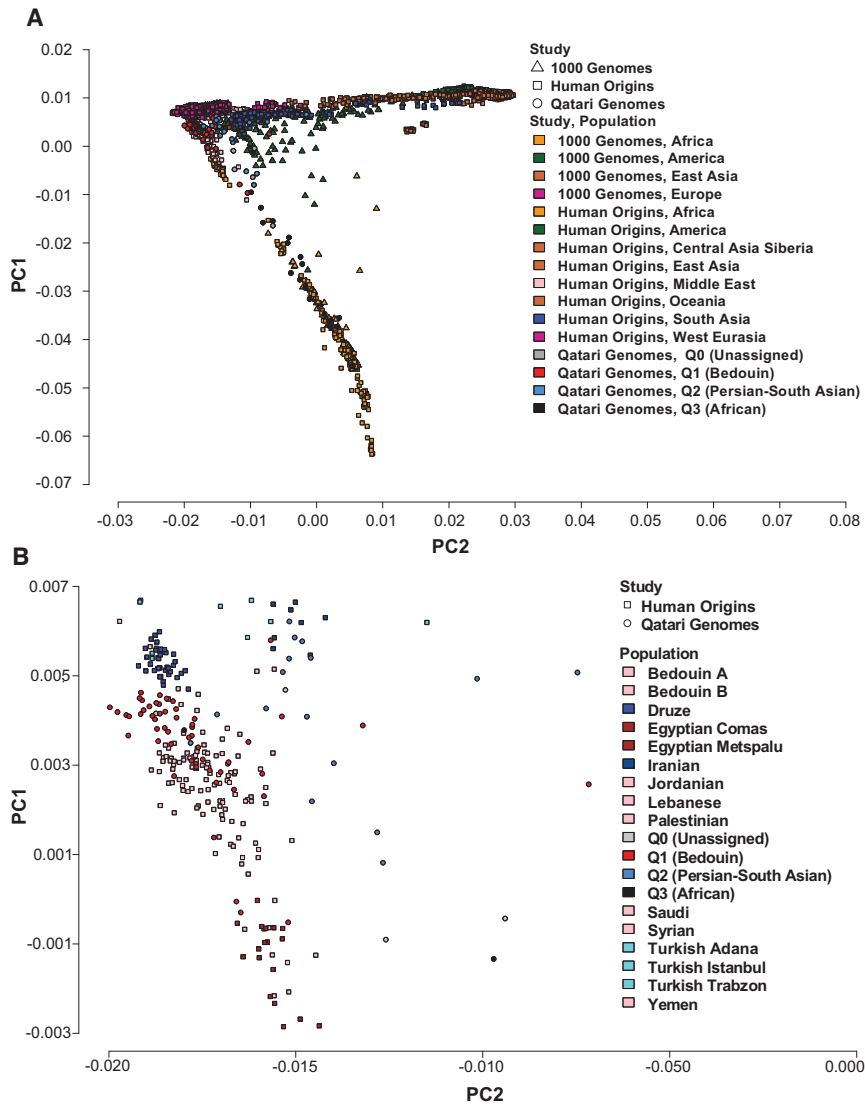 A
0.02
0.01
0.00
-0.01
-0.02
-0.03
-0.04
-0.05
-0.06
-0.07
PC1
-0.03
-0.02
-0.01
0.00
0.01
0.02
0.03
0.04
0.05
0.06
0.07
0.08
PC2
Study
1000 Genomes
Human Origins
Qatari Genomes
Study, Population
1000 Genomes, Africa
1000 Genomes, America
1000 Genomes, East Asia
1000 Genomes, Europe
Human Origins, Africa
Human Origins, America
Human Origins, Central Asia Siberia
Human Origins, East Asia
Human Origins, Middle East
Human Origins, Oceania
Human Origins, South Asia
Human Origins, West Eurasia
Qatari Genomes, Q0 (Unassigned)
Qatari Genomes, Q1 (Bedouin)
Qatari Genomes, Q2 (Persian-South Asian)
Qatari Genomes, Q3 (African)
B
0.007
0.005
0.003
0.001
-0.001
-0.003
PC1
-0.020
-0.015
-0.010
-0.050
0.000
PC2
Study
Human Origins
Qatari Genomes
Population
Bedouin A
Bedouin B
Druze
Egyptian Comas
Egyptian Metspalu
Iranian
Jordanian
Lebanese
Palestinian
Q0 (Unassigned)
Q1 (Bedouin)
Q2 (Persian-South Asian)
Q3 (African)
Saudi
Syrian
Turkish Adana
Turkish Istanbul
Turkish Trabzon
Yemen